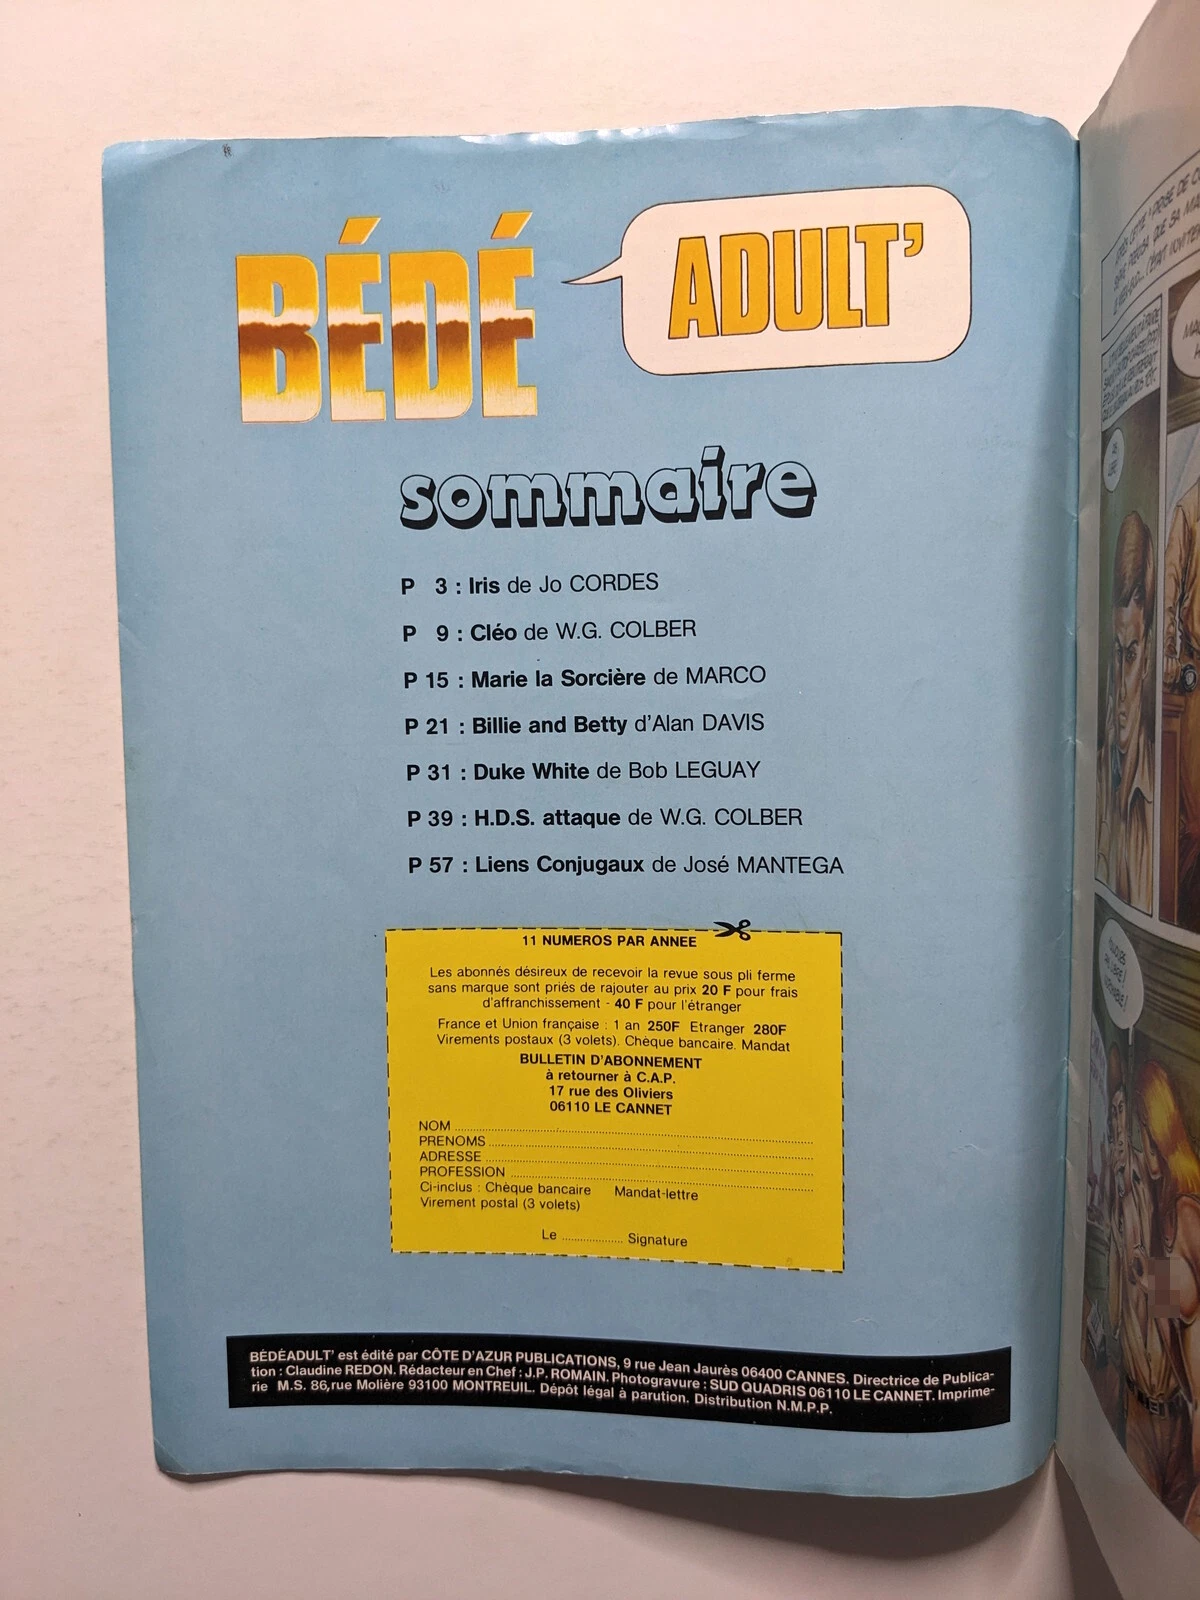 BÉDÉ
ADULT'
sommaire
P 3 : Iris de Jo CORDES
P 9 : Cléo de W.G. COLBER
P 15 : Marie la Sorcière de MARCO
P 21 : Billie and Betty d'Alan DAVIS
P 31 : Duke White de Bob LEGUAY
P 39 : H.D.S. attaque de W.G. COLBER
P 57 : Liens Conjugaux de José MANTEGA
11 NUMEROS PAR ANNEE
Les abonnés désireux de recevoir la revue sous pli ferme
sans marque sont priés de rajouter au prix 20 F pour frais
d'affranchissement - 40 F pour l'étranger
France et Union française : 1 an 250F Etranger 280F
Virements postaux (3 volets). Chèque bancaire. Mandat
BULLETIN D'ABONNEMENT
à retourner à C.A.P.
17 rue des Oliviers
06110 LE CANNET
NOM
PRENOMS
ADRESSE
PROFESSION
Ci-inclus : Chèque bancaire Mandat-lettre
Virement postal (3 volets)
Le .................... Signature
BÉDÉADULT' est édité par CÔTE D'AZUR PUBLICATIONS, 9 rue Jean Jaurès 06400 CANNES. Directrice de Publica-
tion : Claudine REDON. Rédacteur en Chef : J.P. ROMAIN. Photogravure : SUD QUADRIS 06110 LE CANNET. Imprime-
rie M.S. 86,rue Molière 93100 MONTREUIL. Dépôt légal à parution. Distribution N.M.P.P.